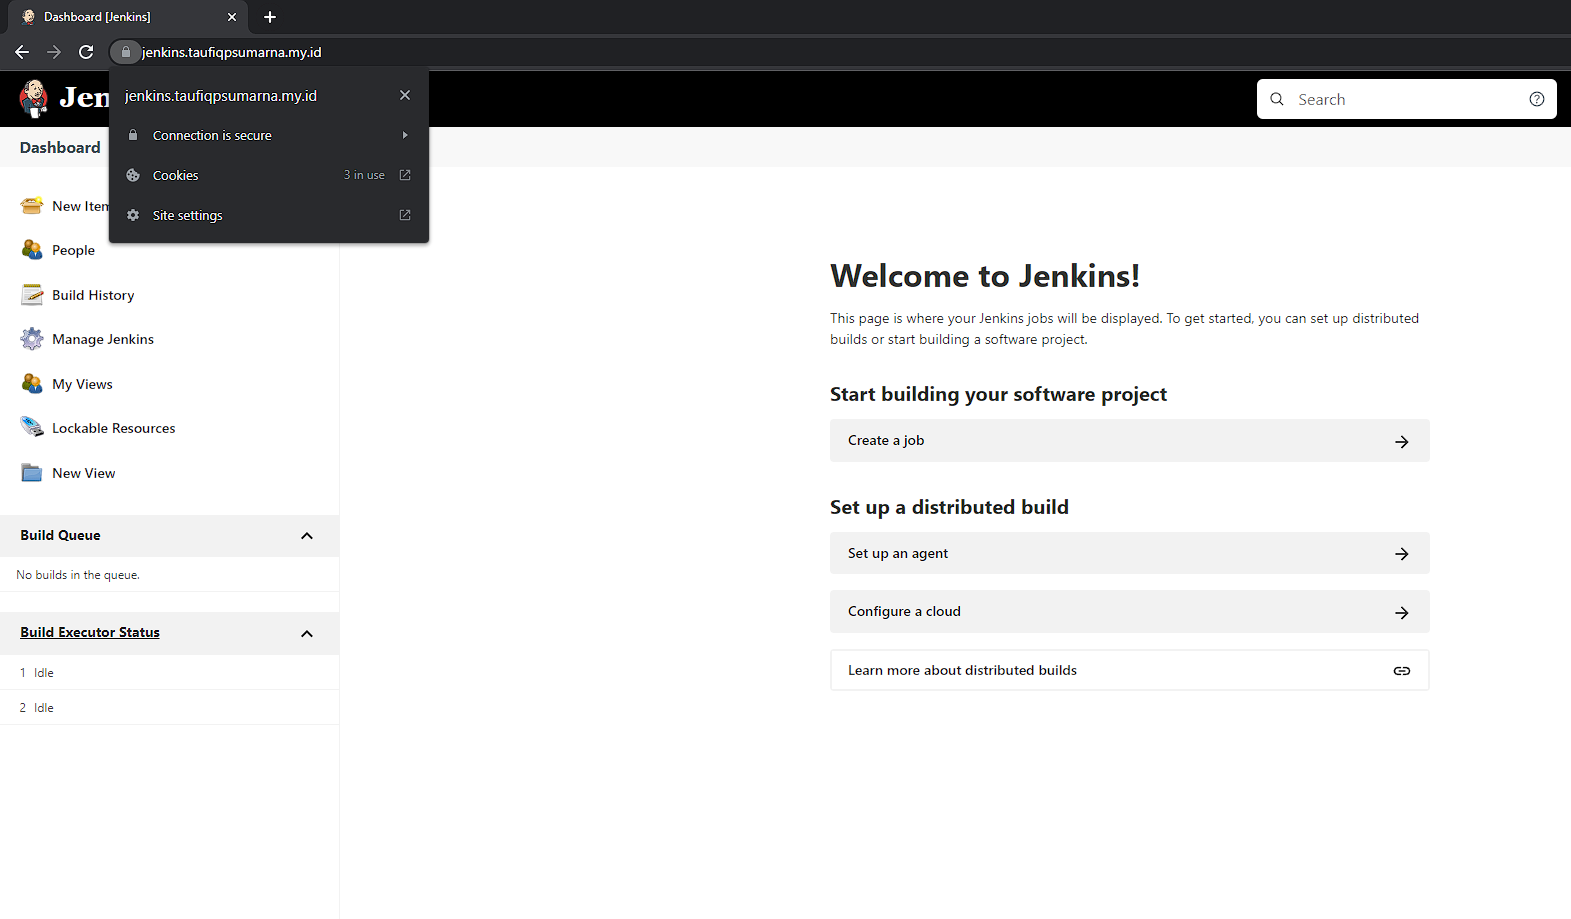 Dashboard [Jenkins]
jenkins.taufiqpsumarna.my.id
Jen
jenkins.taufiqpsumarna.my.id
Search
Connection is secure
Dashboard
Cookies 3 in use
Site settings
New Item
People
Build History
Manage Jenkins
My Views
Lockable Resources
New View
Build Queue
No builds in the queue.
Build Executor Status
1 Idle
2 Idle
Welcome to Jenkins!
This page is where your Jenkins jobs will be displayed. To get started, you can set up distributed
builds or start building a software project.
Start building your software project
Create a job
Set up a distributed build
Set up an agent
Configure a cloud
Learn more about distributed builds